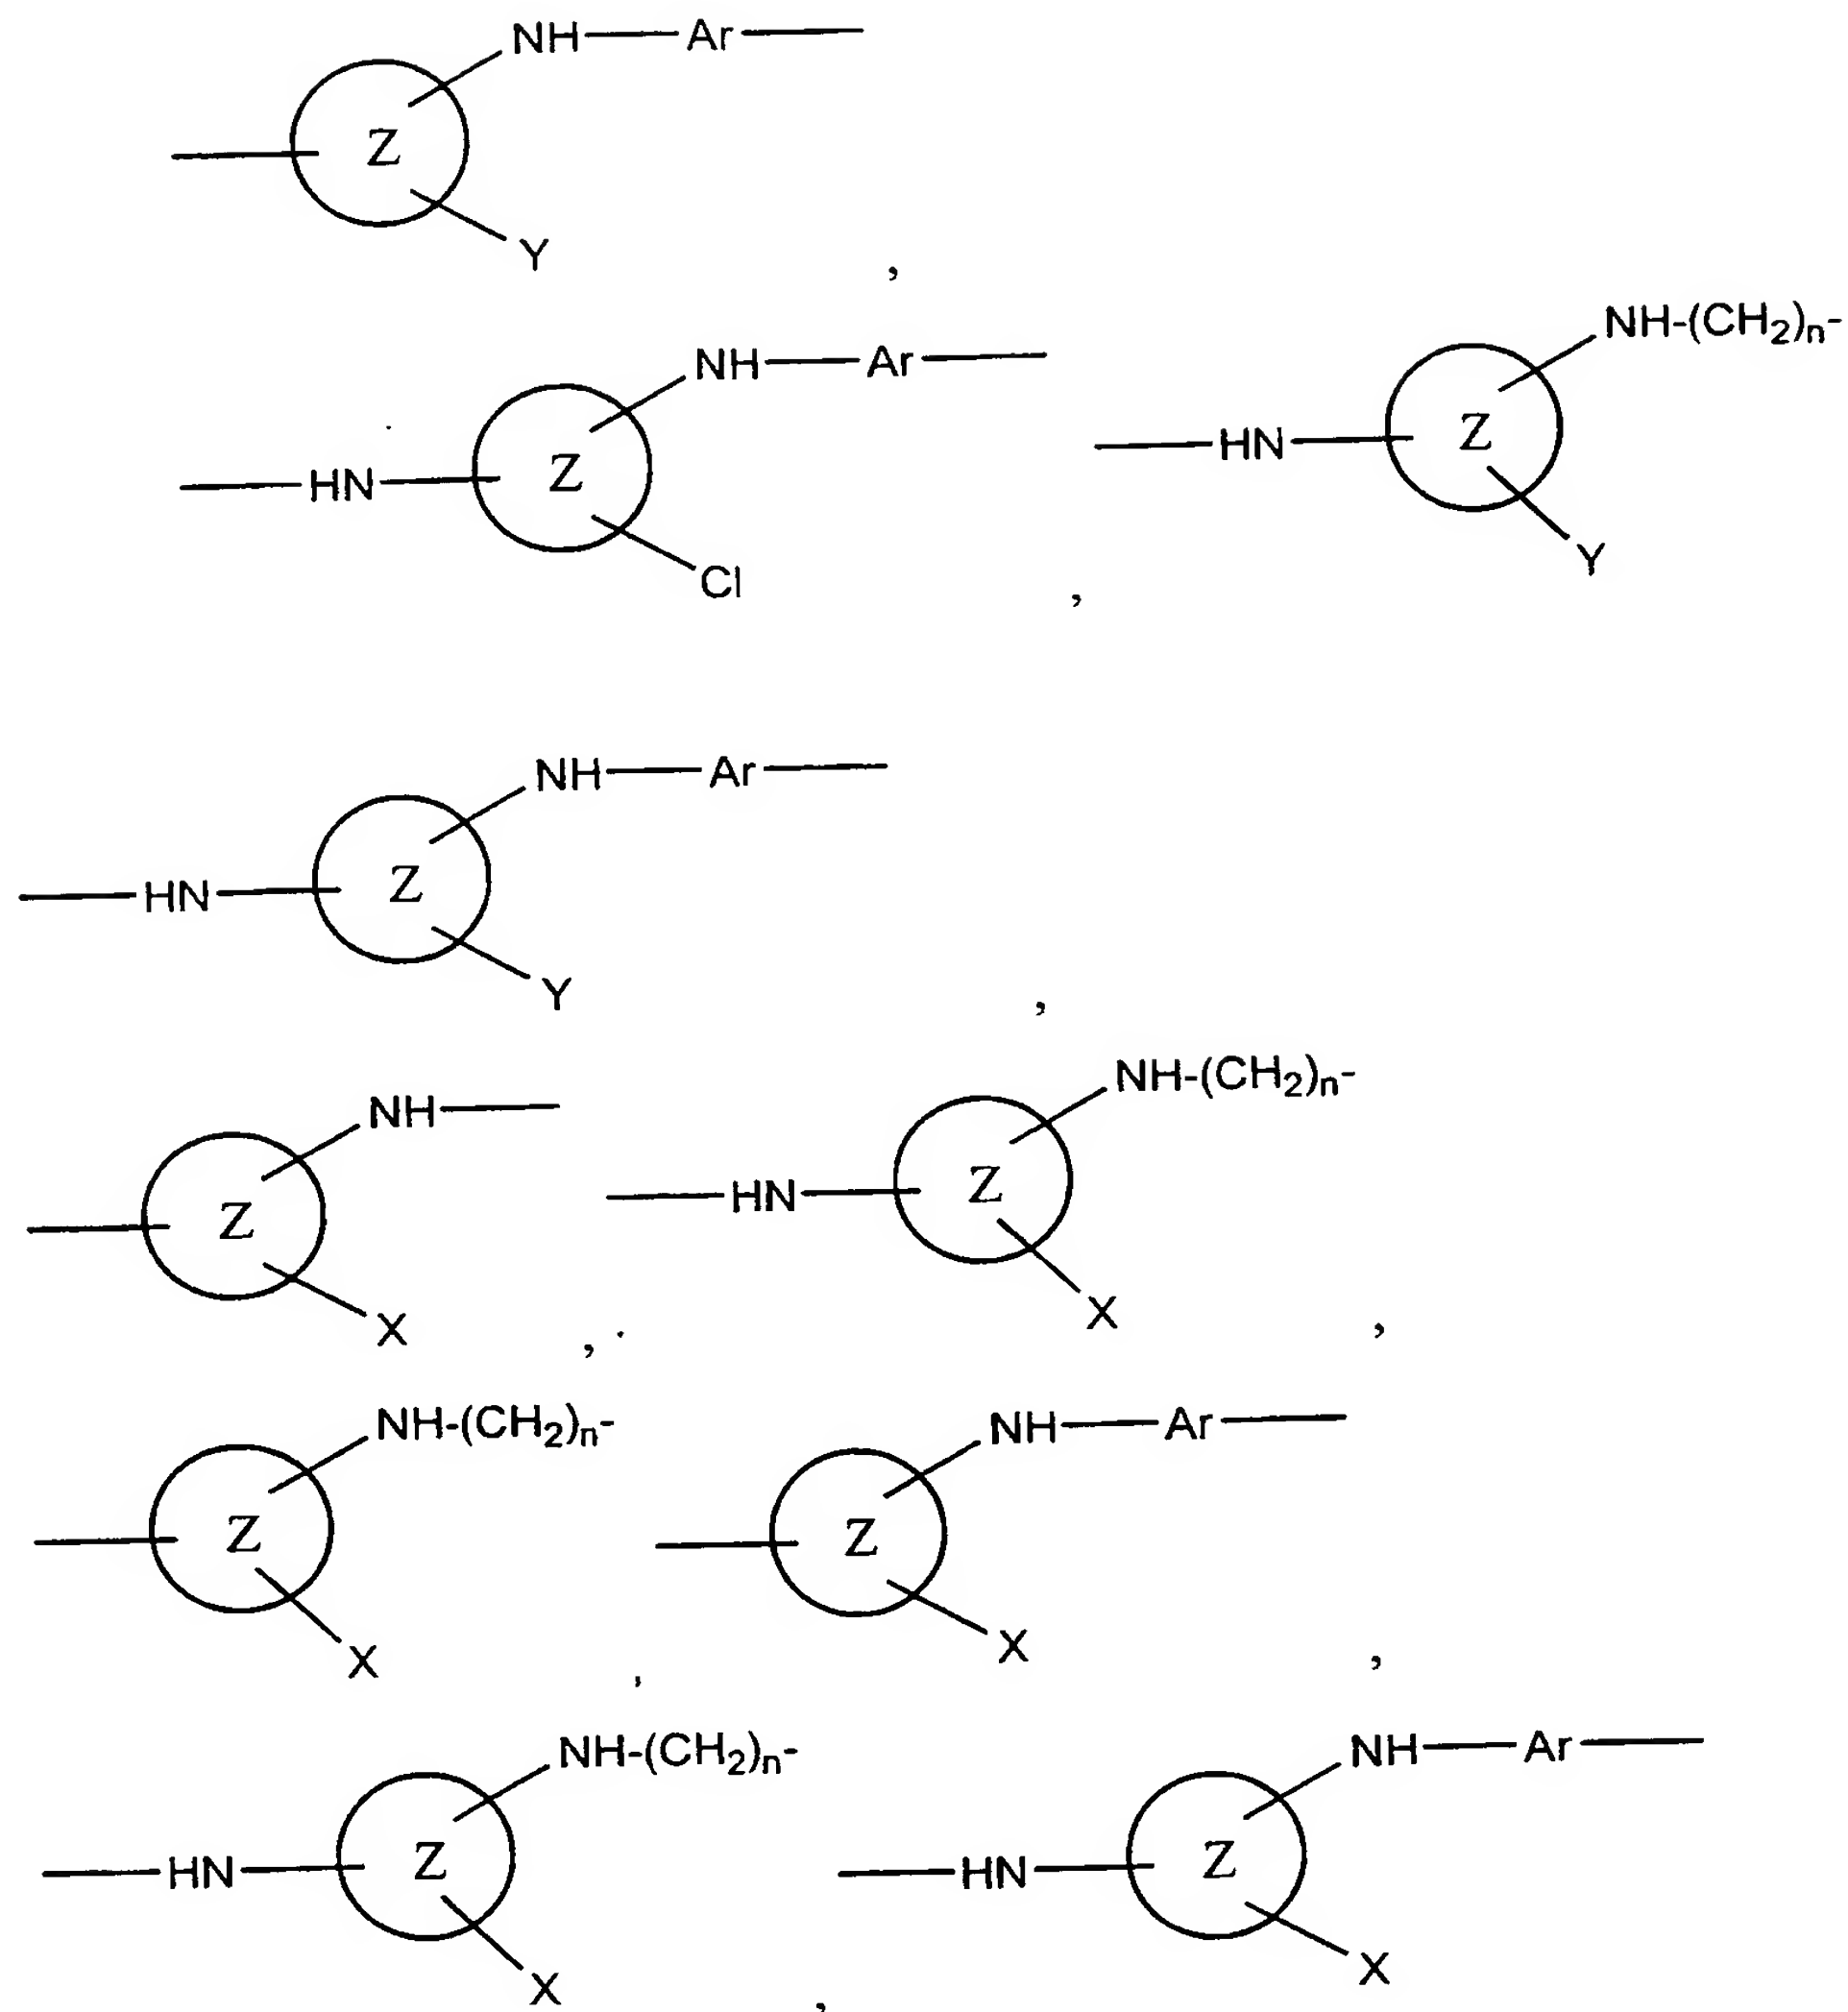 NH Ar
Z
Y ,
NH Ar NH-(CH2)n-
HN Z HN Z
Cl , Y
NH Ar
HN Z
Y ,
NH NH-(CH2)n-
Z HN Z
X , X ,
NH-(CH2)n- NH Ar
Z Z
X , X ,
NH-(CH2)n- NH Ar
HN Z HN Z
X , X